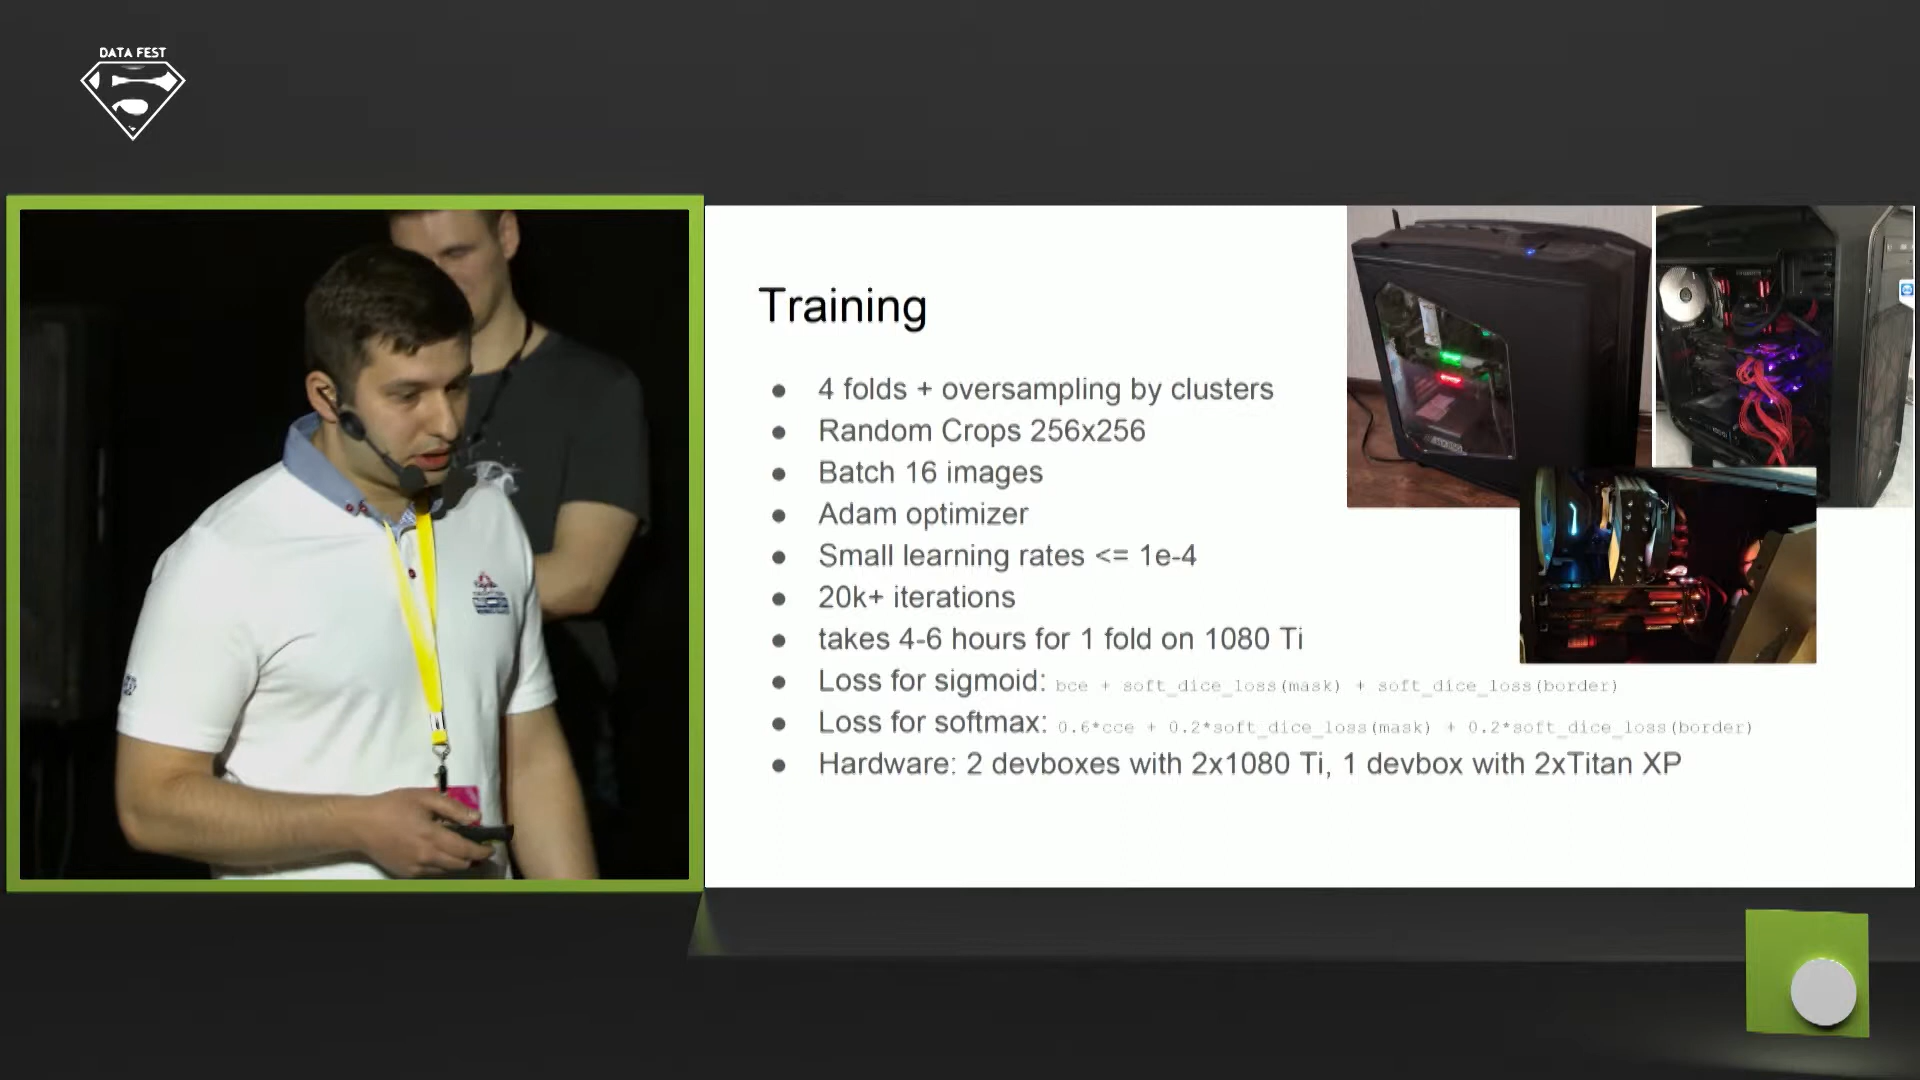 DATA FEST
Training
4 folds + oversampling by clusters
Random Crops 256x256
Batch 16 images
Adam optimizer
Small learning rates <= 1e-4
20k+ iterations
takes 4-6 hours for 1 fold on 1080 Ti
Loss for sigmoid: bce + soft_dice_loss(mask) + soft_dice_loss(border)
Loss for softmax: 0.6*cce + 0.2*soft_dice_loss(mask) + 0.2*soft_dice_loss(border)
Hardware: 2 devboxes with 2x1080 Ti, 1 devbox with 2xTitan XP